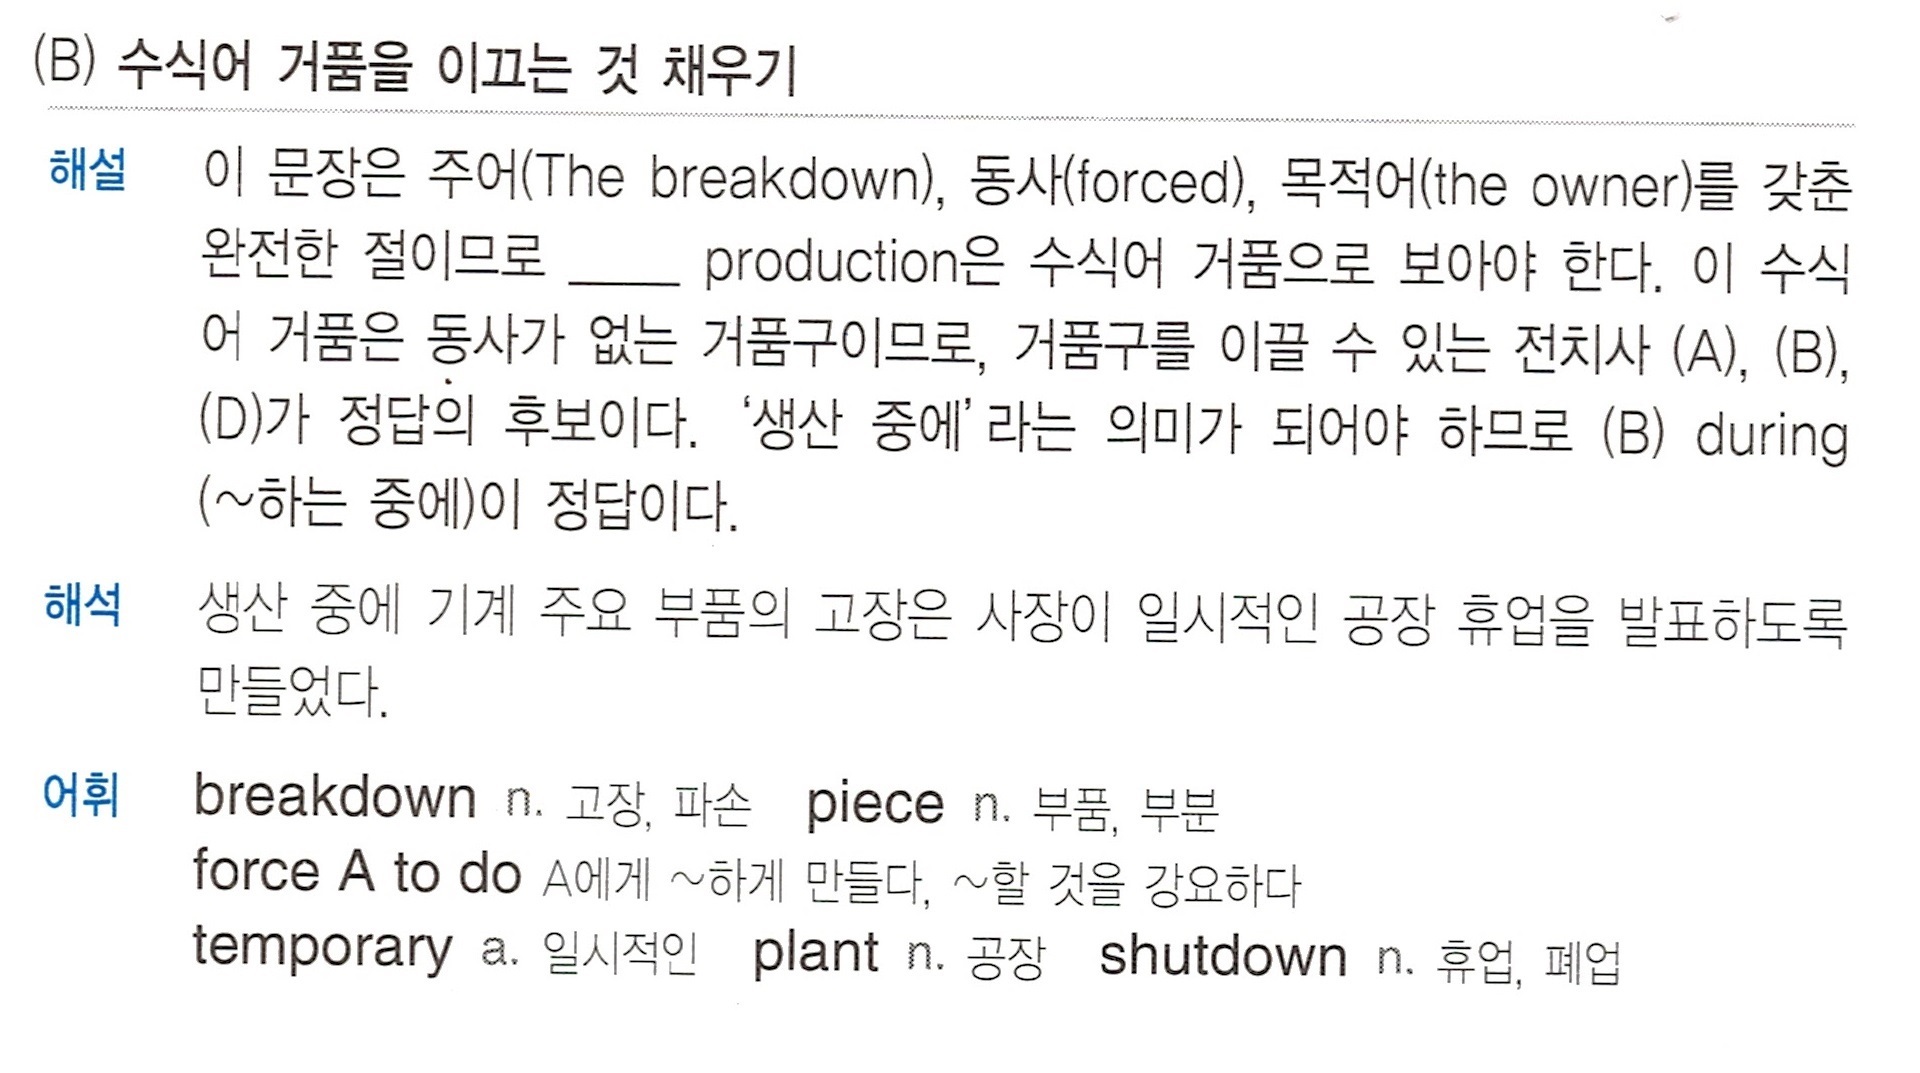 (B) 수식어 거품을 이끄는 것 채우기
해설 이 문장은 주어(The breakdown), 동사(forced), 목적어(the owner)를 갖춘
완전한 절이므로 ____ production은 수식어 거품으로 보아야 한다. 이 수식
어 거품은 동사가 없는 거품구이므로, 거품구를 이끌 수 있는 전치사 (A), (B),
(D)가 정답의 후보이다. ‘생산 중에’라는 의미가 되어야 하므로 (B) during
(~하는 중에)이 정답이다.
해석 생산 중에 기계 주요 부품의 고장은 사장이 일시적인 공장 휴업을 발표하도록
만들었다.
어휘 breakdown n. 고장, 파손 piece n. 부품, 부분
force A to do A에게 ~하게 만들다, ~할 것을 강요하다
temporary a. 일시적인 plant n. 공장 shutdown n. 휴업, 폐업